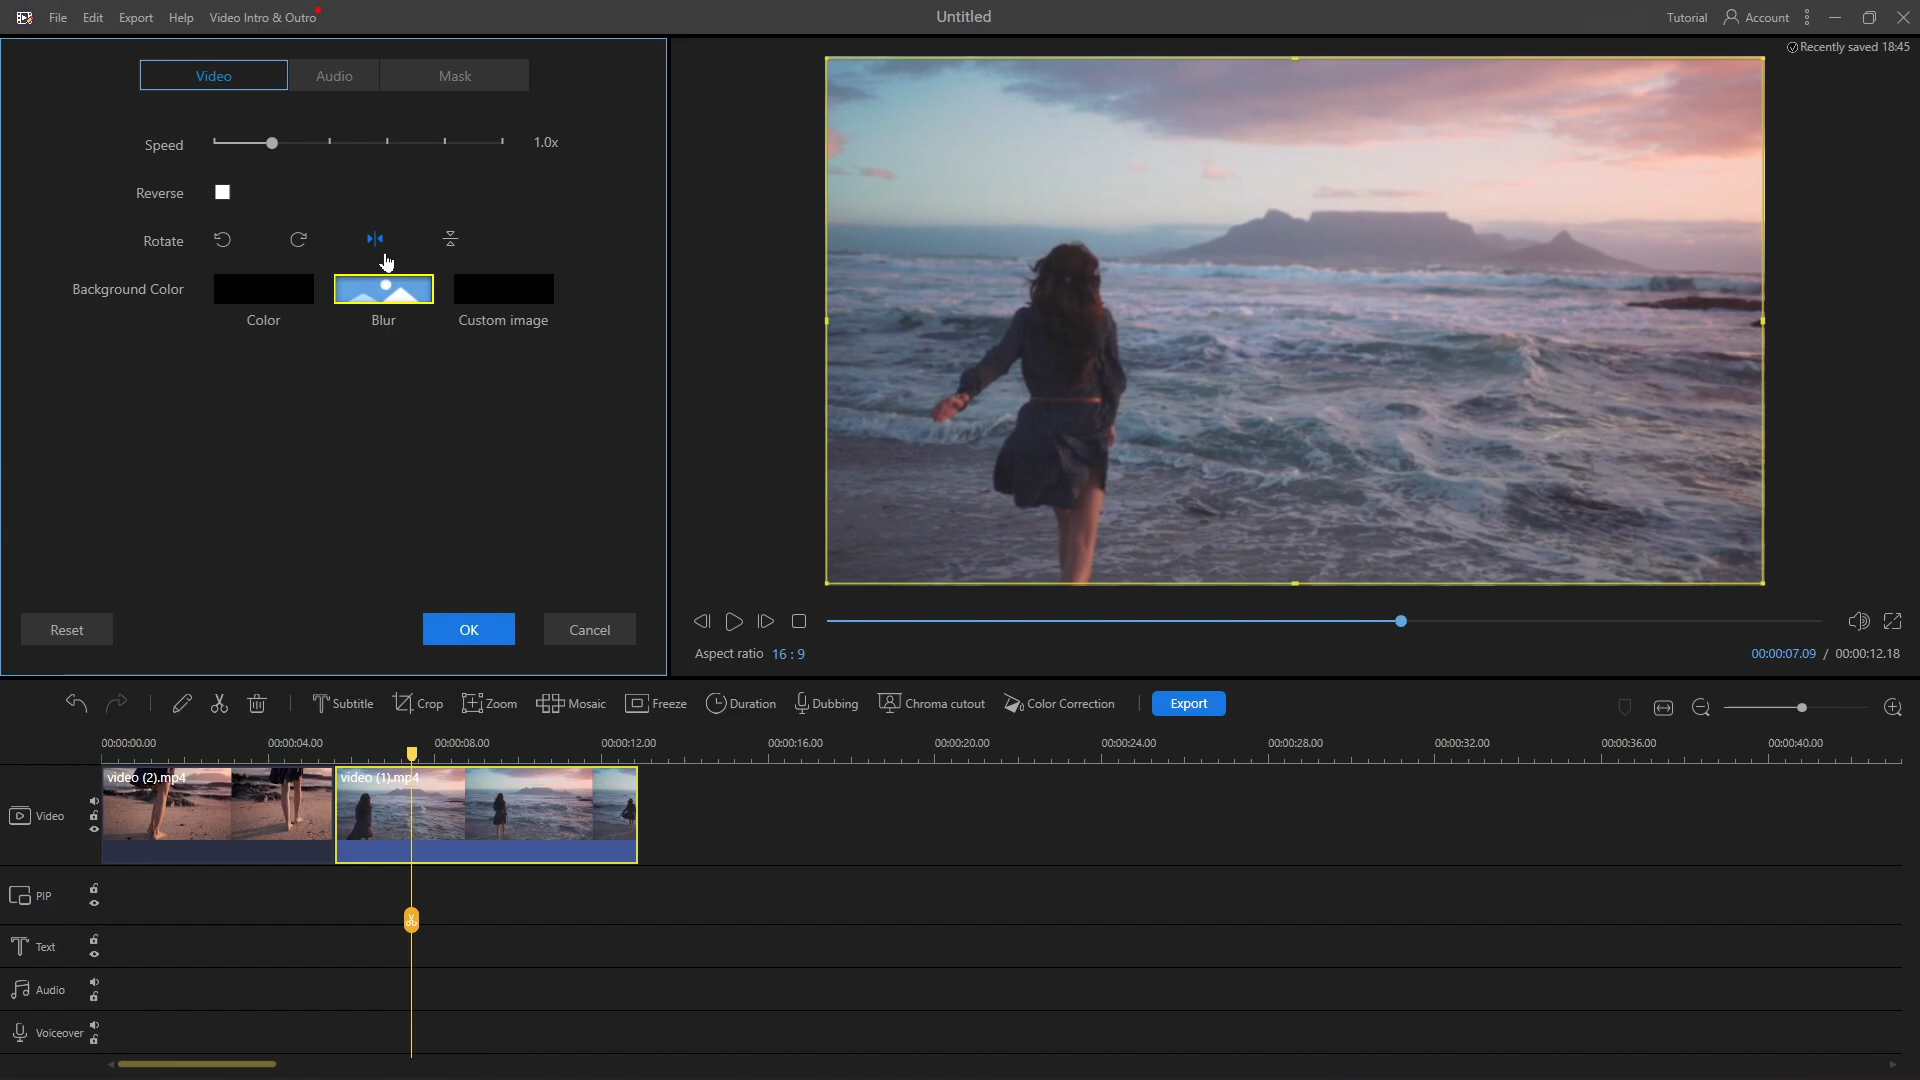 File Edit Export Help Video Intro & Outro Untitled Tutorial Account
Recently saved 18:45
Video Audio Mask
Speed 1.0x
Reverse
Rotate
Background Color
Color Blur Custom image
Reset OK Cancel
Aspect ratio 16 : 9 00:00:07.09 / 00:00:12.18
Subtitle Crop Zoom Mosaic Freeze Duration Dubbing Chroma cutout Color Correction Export
00:00:00.00 00:00:04.00 00:00:08.00 00:00:12.00 00:00:16.00 00:00:20.00 00:00:24.00 00:00:28.00 00:00:32.00 00:00:36.00 00:00:40.00
video (2).mp4 video (1).mp4
Video
PIP
Text
Audio
Voiceover